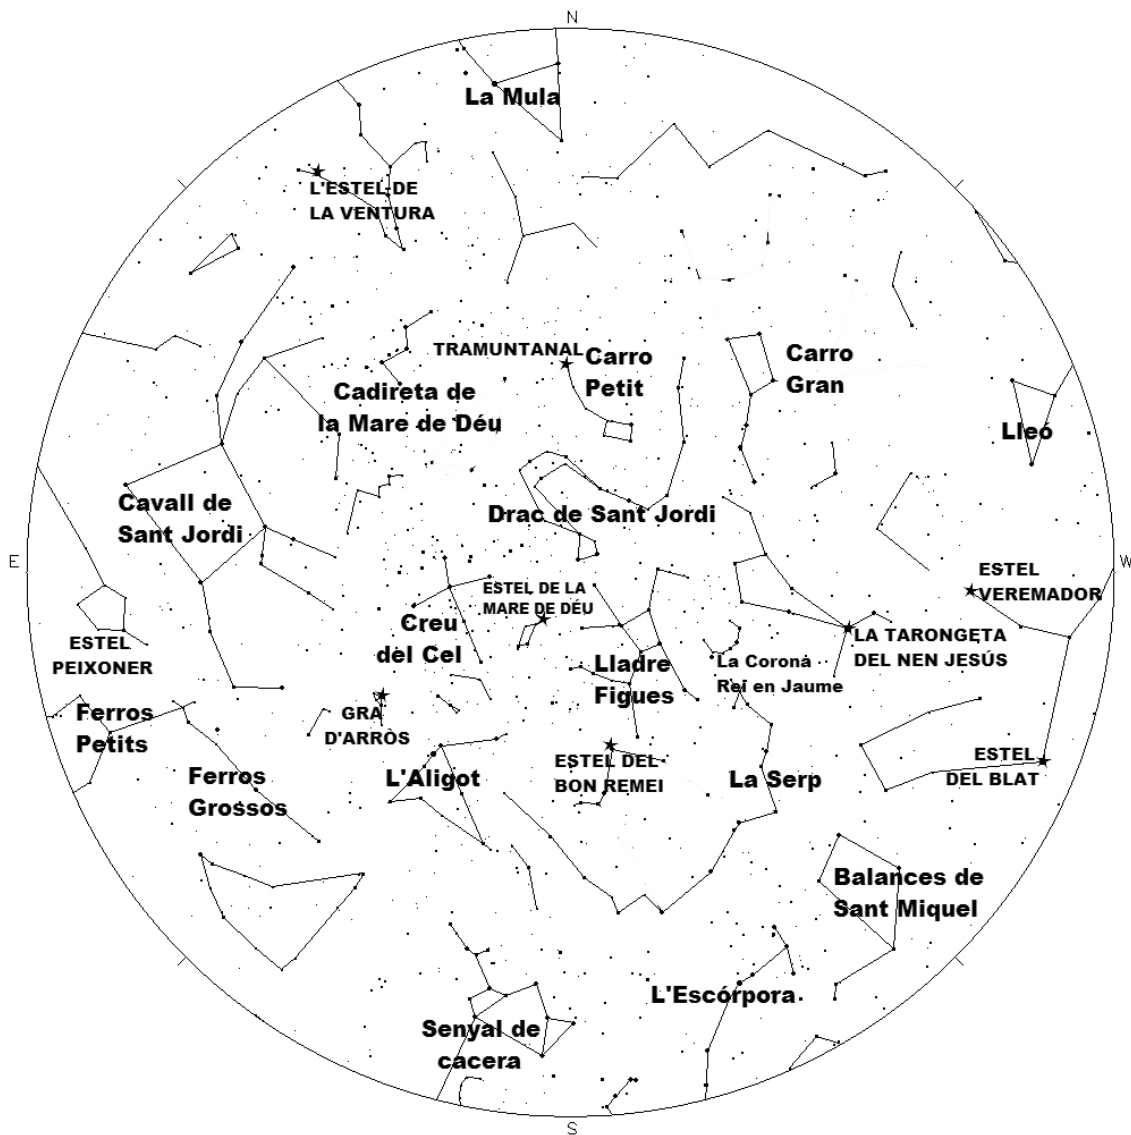 N
La Mula
L'ESTEL DE
LA VENTURA
TRAMUNTANAL
Carro
Petit
Carro
Gran
Cadireta de
la Mare de Déu
Lleó
Cavall de
Sant Jordi
Drac de Sant Jordi
E
W
ESTEL
VEREMADOR
ESTEL DE LA
MARE DE DÉU
Creu
del Cel
ESTEL
PEIXONER
LA TARONGETA
DEL NEN JESÚS
Lladre
Figues
La Corona
Rei en Jaume
Ferros
Petits
GRA
D'ARRÒS
ESTEL DEL
BON REMEI
ESTEL
DEL BLAT
Ferros
Grossos
L'Aligot
La Serp
Balances de
Sant Miquel
L'Escórpora
Senyal de
cacera
S